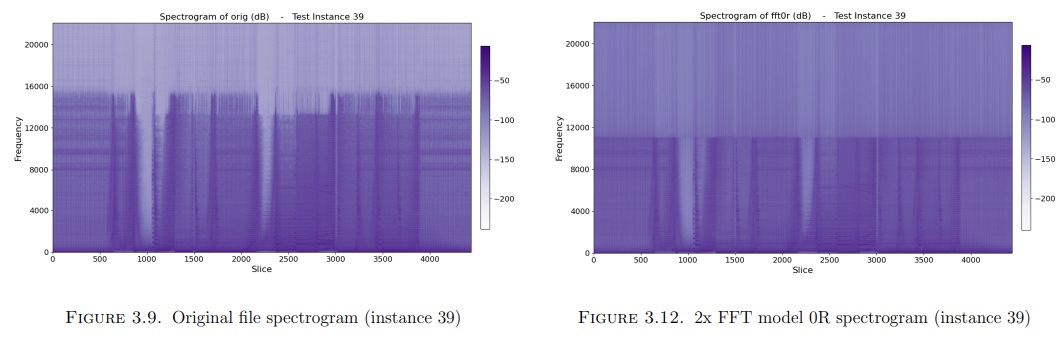 Spectrogram of orig (dB) - Test Instance 39
20000
16000
12000
8000
4000
0
Frequency
0 500 1000 1500 2000 2500 3000 3500 4000
Slice
−50
−100
−150
−200
FIGURE 3.9. Original file spectrogram (instance 39)
Spectrogram of fft0r (dB) - Test Instance 39
20000
16000
12000
8000
4000
0
Frequency
0 500 1000 1500 2000 2500 3000 3500 4000
Slice
−50
−100
−150
−200
FIGURE 3.12. 2x FFT model 0R spectrogram (instance 39)